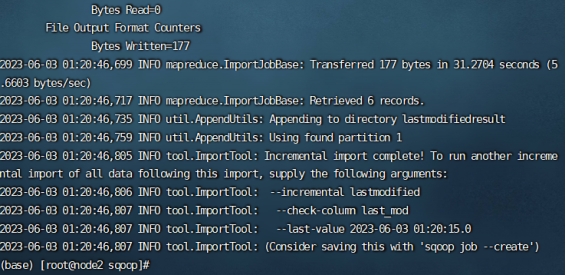 Bytes Read=0
File Output Format Counters
Bytes Written=177
2023-06-03 01:20:46,699 INFO mapreduce.ImportJobBase: Transferred 177 bytes in 31.2704 seconds (5
.6603 bytes/sec)
2023-06-03 01:20:46,717 INFO mapreduce.ImportJobBase: Retrieved 6 records.
2023-06-03 01:20:46,735 INFO util.AppendUtils: Appending to directory lastmodifiedresult
2023-06-03 01:20:46,759 INFO util.AppendUtils: Using found partition 1
2023-06-03 01:20:46,805 INFO tool.ImportTool: Incremental import complete! To run another increme
ntal import of all data following this import, supply the following arguments:
2023-06-03 01:20:46,806 INFO tool.ImportTool:  --incremental lastmodified
2023-06-03 01:20:46,807 INFO tool.ImportTool:   --check-column last_mod
2023-06-03 01:20:46,807 INFO tool.ImportTool:   --last-value 2023-06-03 01:20:15.0
2023-06-03 01:20:46,807 INFO tool.ImportTool: (Consider saving this with 'sqoop job --create')
(base) [root@node2 sqoop]#